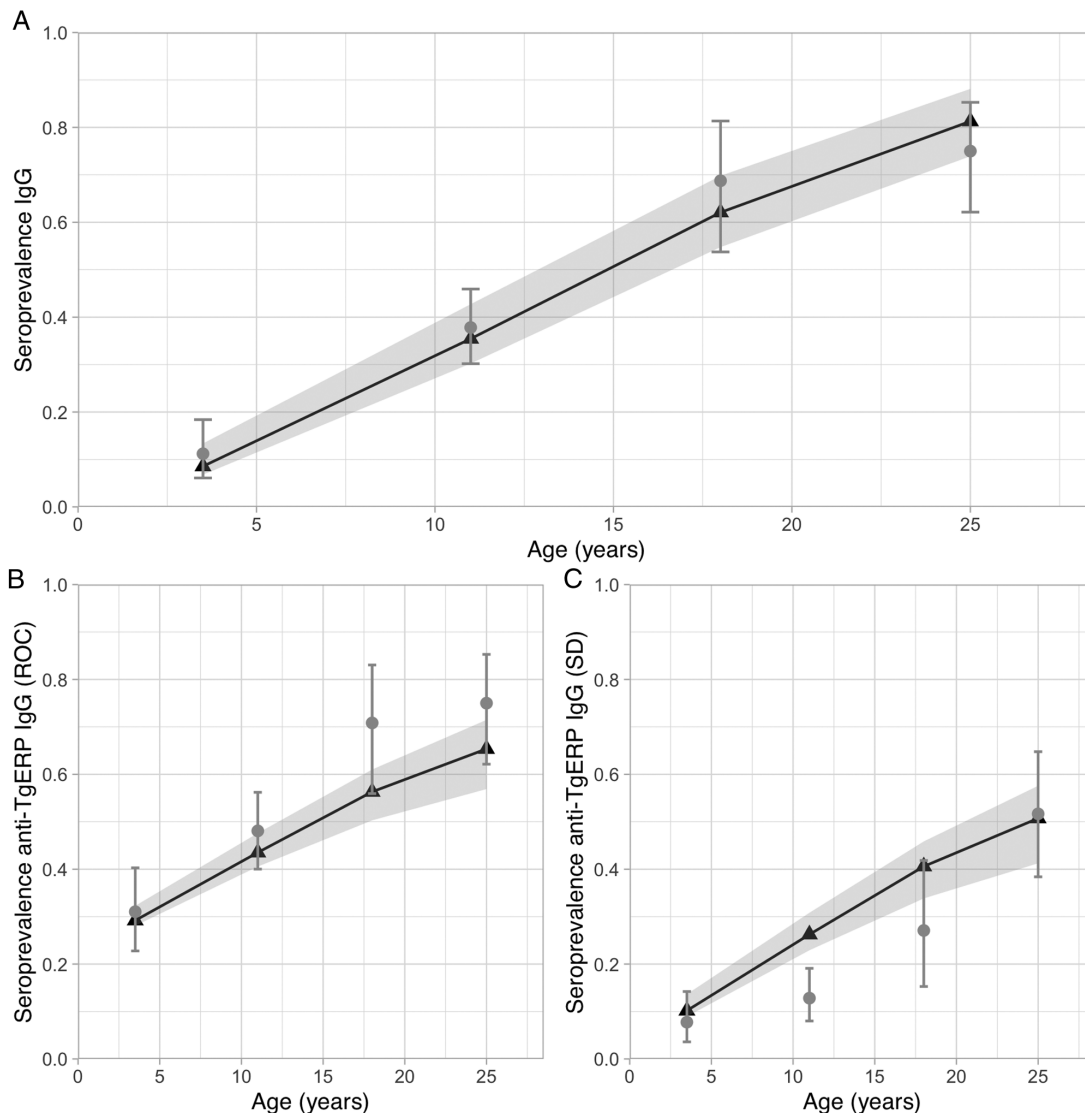 A
Seroprevalence IgG
1.0
0.8
0.6
0.4
0.2
0.0
0 5 10 15 20 25
Age (years)
B
Seroprevalence anti-TgERP IgG (ROC)
1.0
0.8
0.6
0.4
0.2
0.0
0 5 10 15 20 25
Age (years)
C
Seroprevalence anti-TgERP IgG (SD)
1.0
0.8
0.6
0.4
0.2
0.0
0 5 10 15 20 25
Age (years)